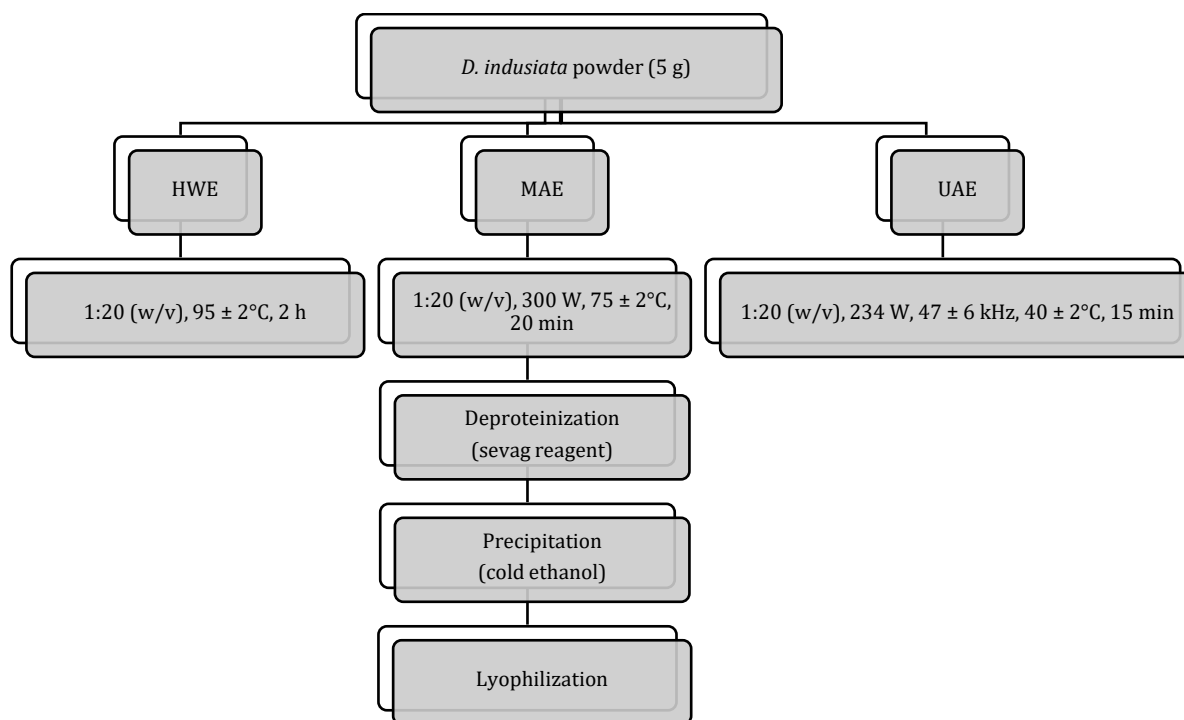 D. indusiata powder (5 g)
HWE
MAE
UAE
1:20 (w/v), 95 ± 2°C, 2 h
1:20 (w/v), 300 W, 75 ± 2°C,
20 min
1:20 (w/v), 234 W, 47 ± 6 kHz, 40 ± 2°C, 15 min
Deproteinization
(sevag reagent)
Precipitation
(cold ethanol)
Lyophilization